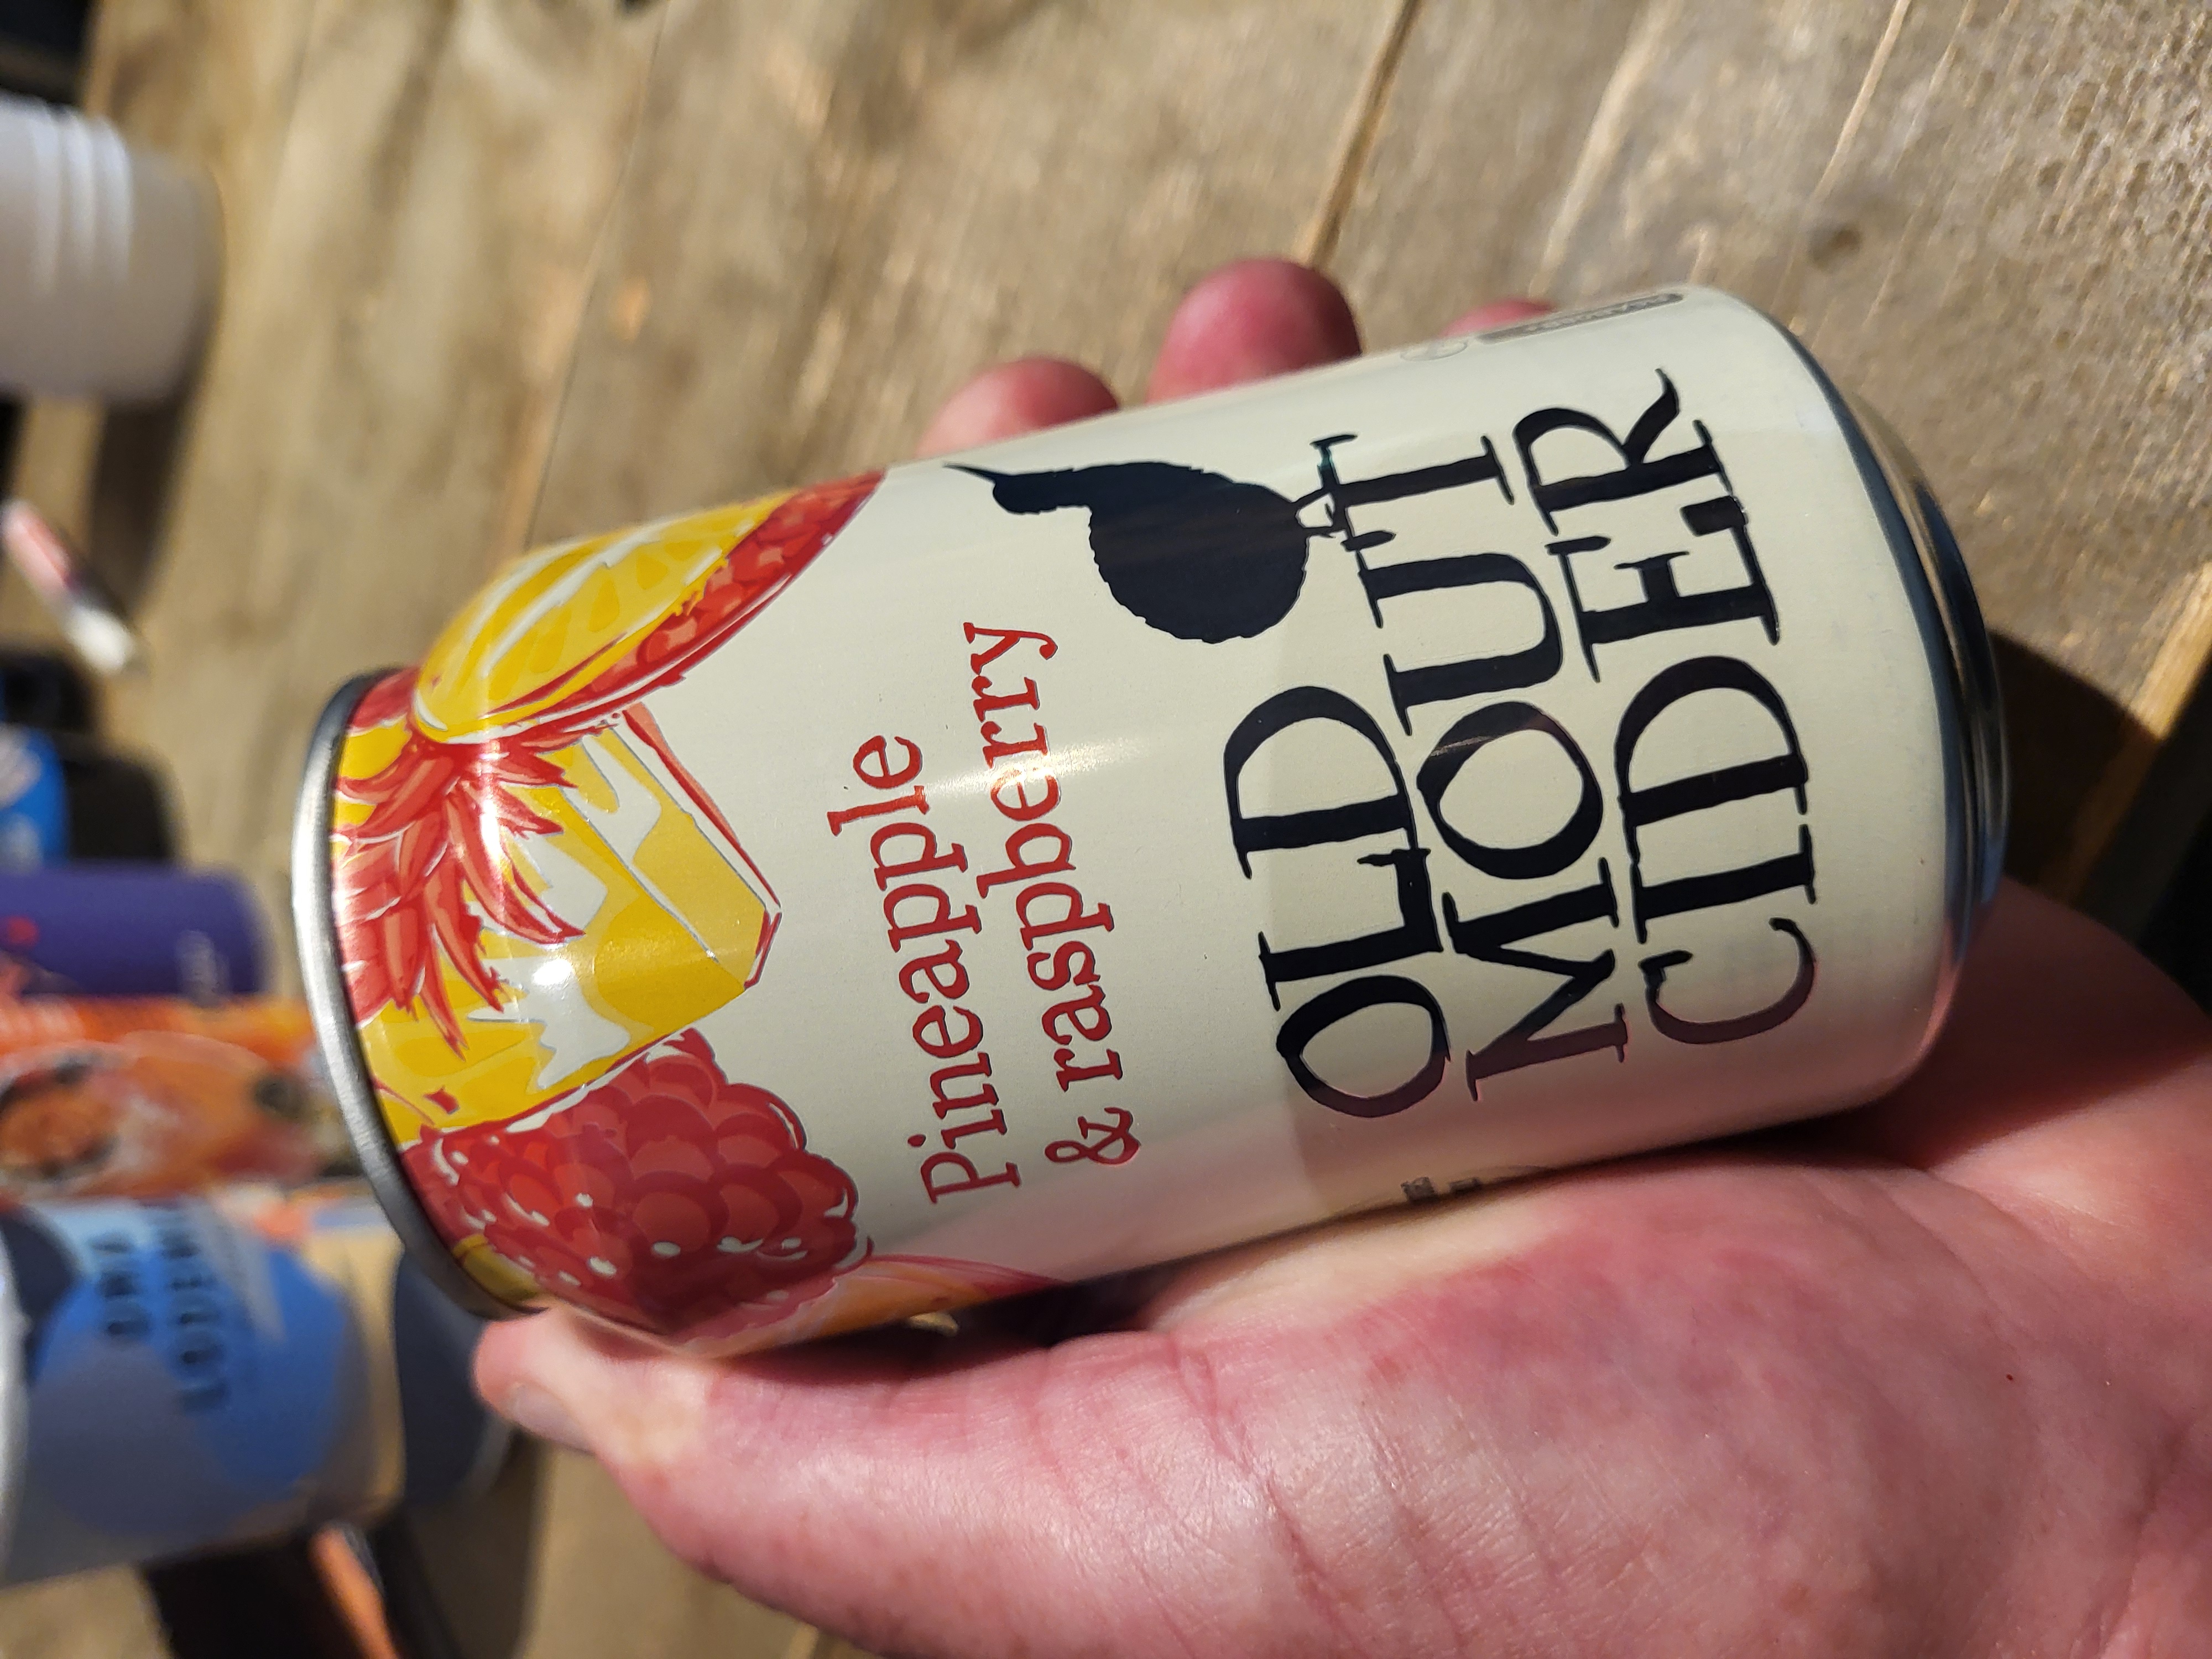 Pineapple
& raspberry
OLD
MOUT
CIDER